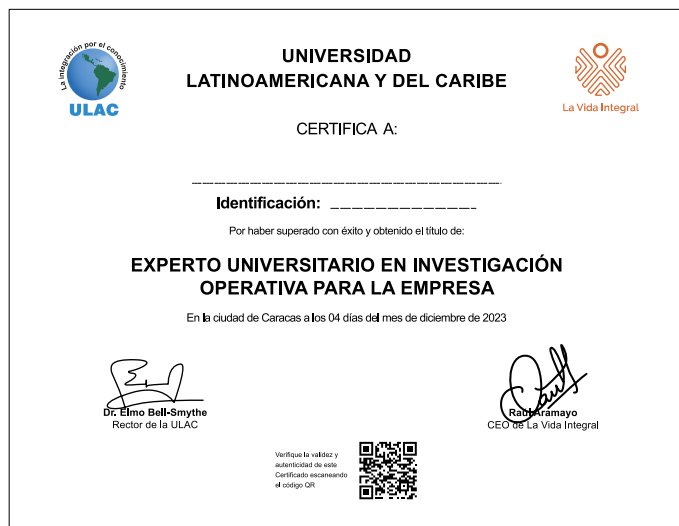 La integración por el conocimiento
ULAC
UNIVERSIDAD
LATINOAMERICANA Y DEL CARIBE
La Vida Integral
CERTIFICA A:
Identificación:
Por haber superado con éxito y obtenido el título de:
EXPERTO UNIVERSITARIO EN INVESTIGACIÓN
OPERATIVA PARA LA EMPRESA
En la ciudad de Caracas a los 04 días del mes de diciembre de 2023
Dr. Elmo Bell-Smythe
Rector de la ULAC
Raúl Aramayo
CEO de La Vida Integral
Verifique la validez y
autenticidad de este
Certificado escaneando
el código QR